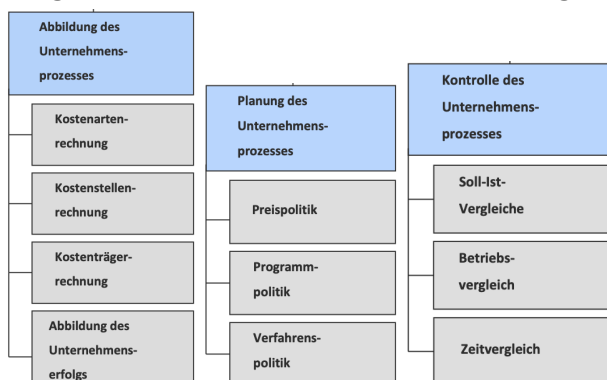 Abbildung des
Unternehmens-
prozesses
Kostenarten-
rechnung
Kostenstellen-
rechnung
Kostenträger-
rechnung
Abbildung des
Unternehmens-
erfolgs
Planung des
Unternehmens-
prozesses
Preispolitik
Programm-
politik
Verfahrens-
politik
Kontrolle des
Unternehmens-
prozesses
Soll-Ist-
Vergleiche
Betriebs-
vergleich
Zeitvergleich